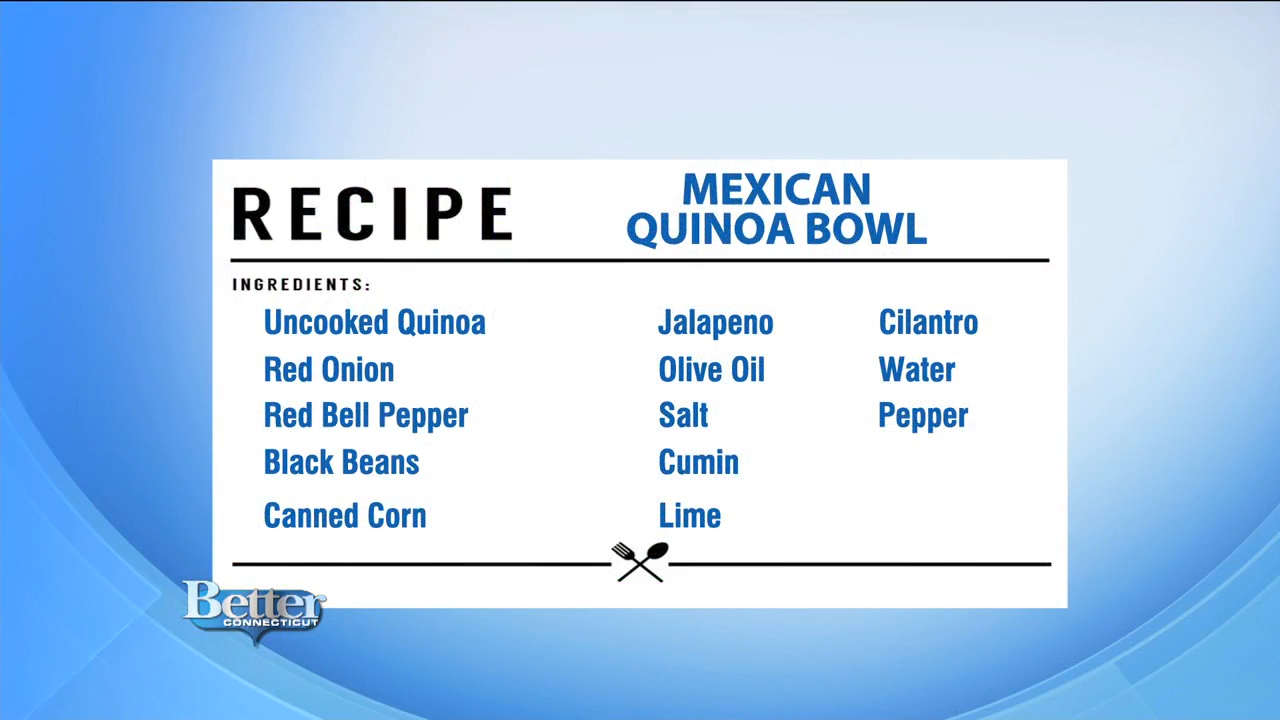 RECIPE
MEXICAN
QUINOA BOWL
INGREDIENTS:
Uncooked Quinoa
Red Onion
Red Bell Pepper
Black Beans
Canned Corn
Jalapeno
Olive Oil
Salt
Cumin
Lime
Cilantro
Water
Pepper
Better
CONNECTICUT